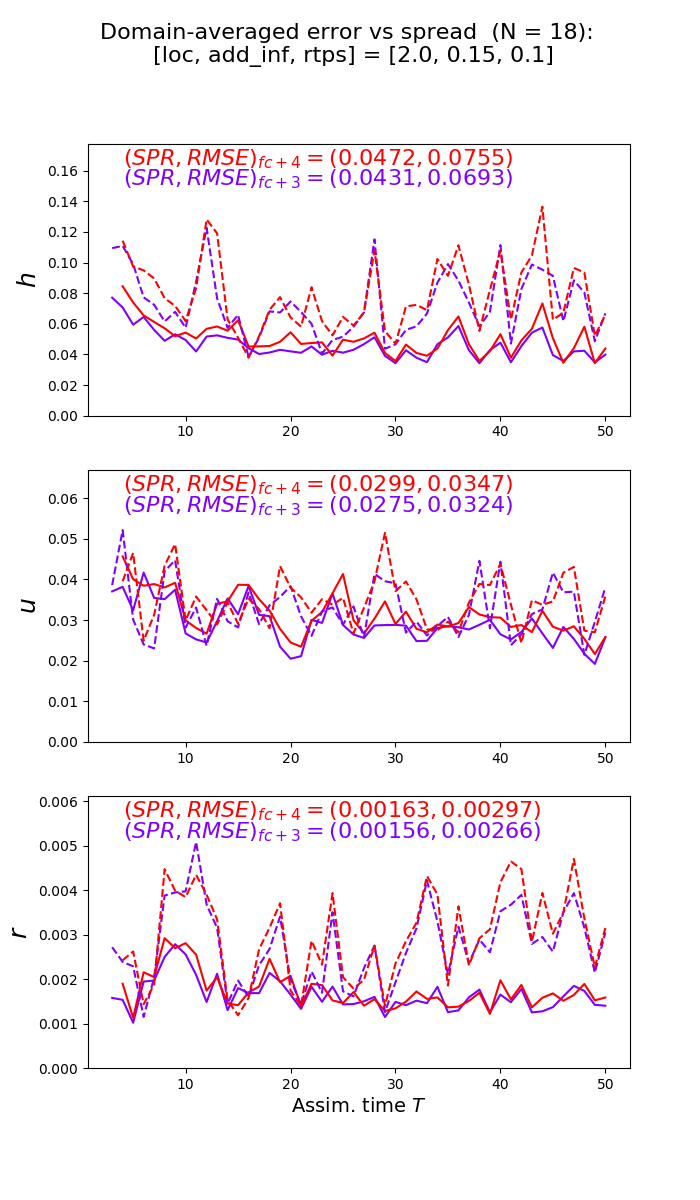 Domain-averaged error vs spread (N = 18):
[loc, add_inf, rtps] = [2.0, 0.15, 0.1]
(SPR, RMSE)fc+4 = (0.0472, 0.0755)
(SPR, RMSE)fc+3 = (0.0431, 0.0693)
0.16
0.14
0.12
0.10
0.08
0.06
0.04
0.02
0.00
h
10 20 30 40 50
(SPR, RMSE)fc+4 = (0.0299, 0.0347)
(SPR, RMSE)fc+3 = (0.0275, 0.0324)
0.06
0.05
0.04
0.03
0.02
0.01
0.00
u
10 20 30 40 50
(SPR, RMSE)fc+4 = (0.00163, 0.00297)
(SPR, RMSE)fc+3 = (0.00156, 0.00266)
0.006
0.005
0.004
0.003
0.002
0.001
0.000
r
10 20 30 40 50
Assim. time T